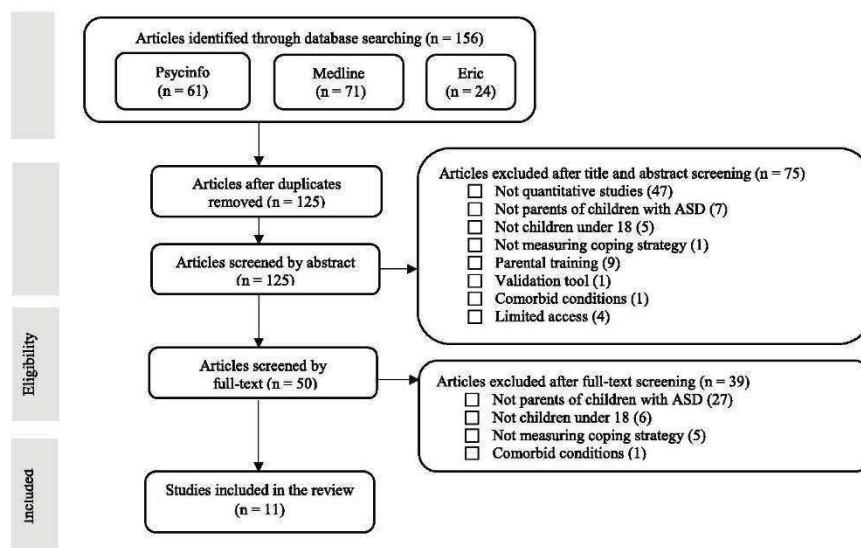 Articles identified through database searching (n = 156)
Psycinfo
(n = 61)
Medline
(n = 71)
Eric
(n = 24)
Articles after duplicates
removed (n = 125)
Articles screened by abstract
(n = 125)
Articles excluded after title and abstract screening (n = 75)
Not quantitative studies (47)
Not parents of children with ASD (7)
Not children under 18 (5)
Not measuring coping strategy (1)
Parental training (9)
Validation tool (1)
Comorbid conditions (1)
Limited access (4)
Eligibility
Articles screened by
full-text (n = 50)
Articles excluded after full-text screening (n = 39)
Not parents of children with ASD (27)
Not children under 18 (6)
Not measuring coping strategy (5)
Comorbid conditions (1)
Included
Studies included in the review
(n = 11)